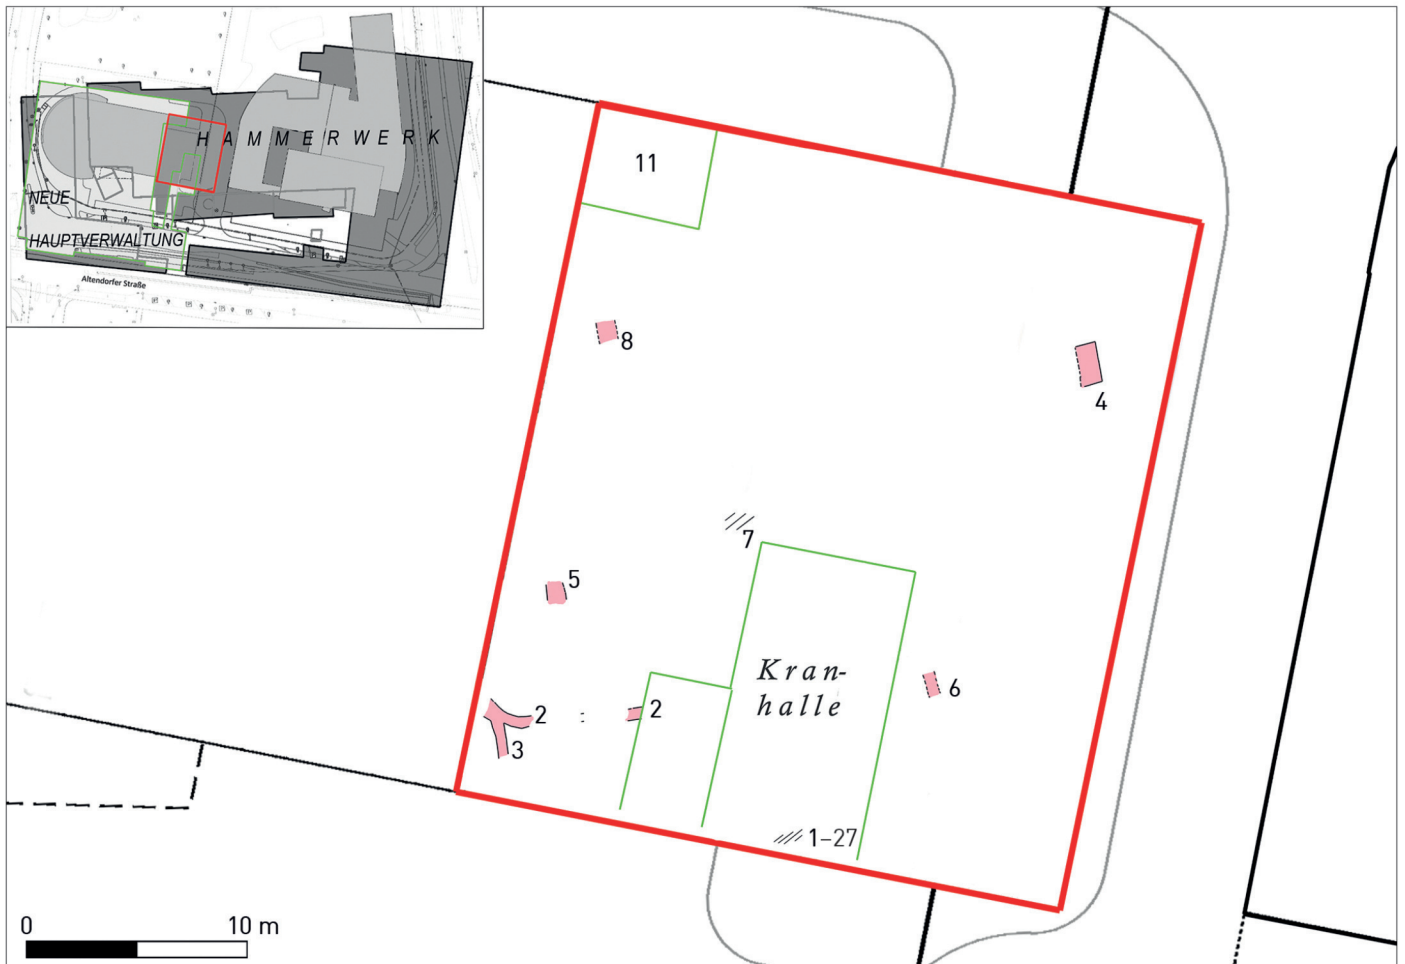 HAMMERWERK
NEUE
HAUPTVERWALTUNG
Altendorfer Straße
11
8
4
7
5
Kran-
halle
6
2
2
3
1–27
0 10 m